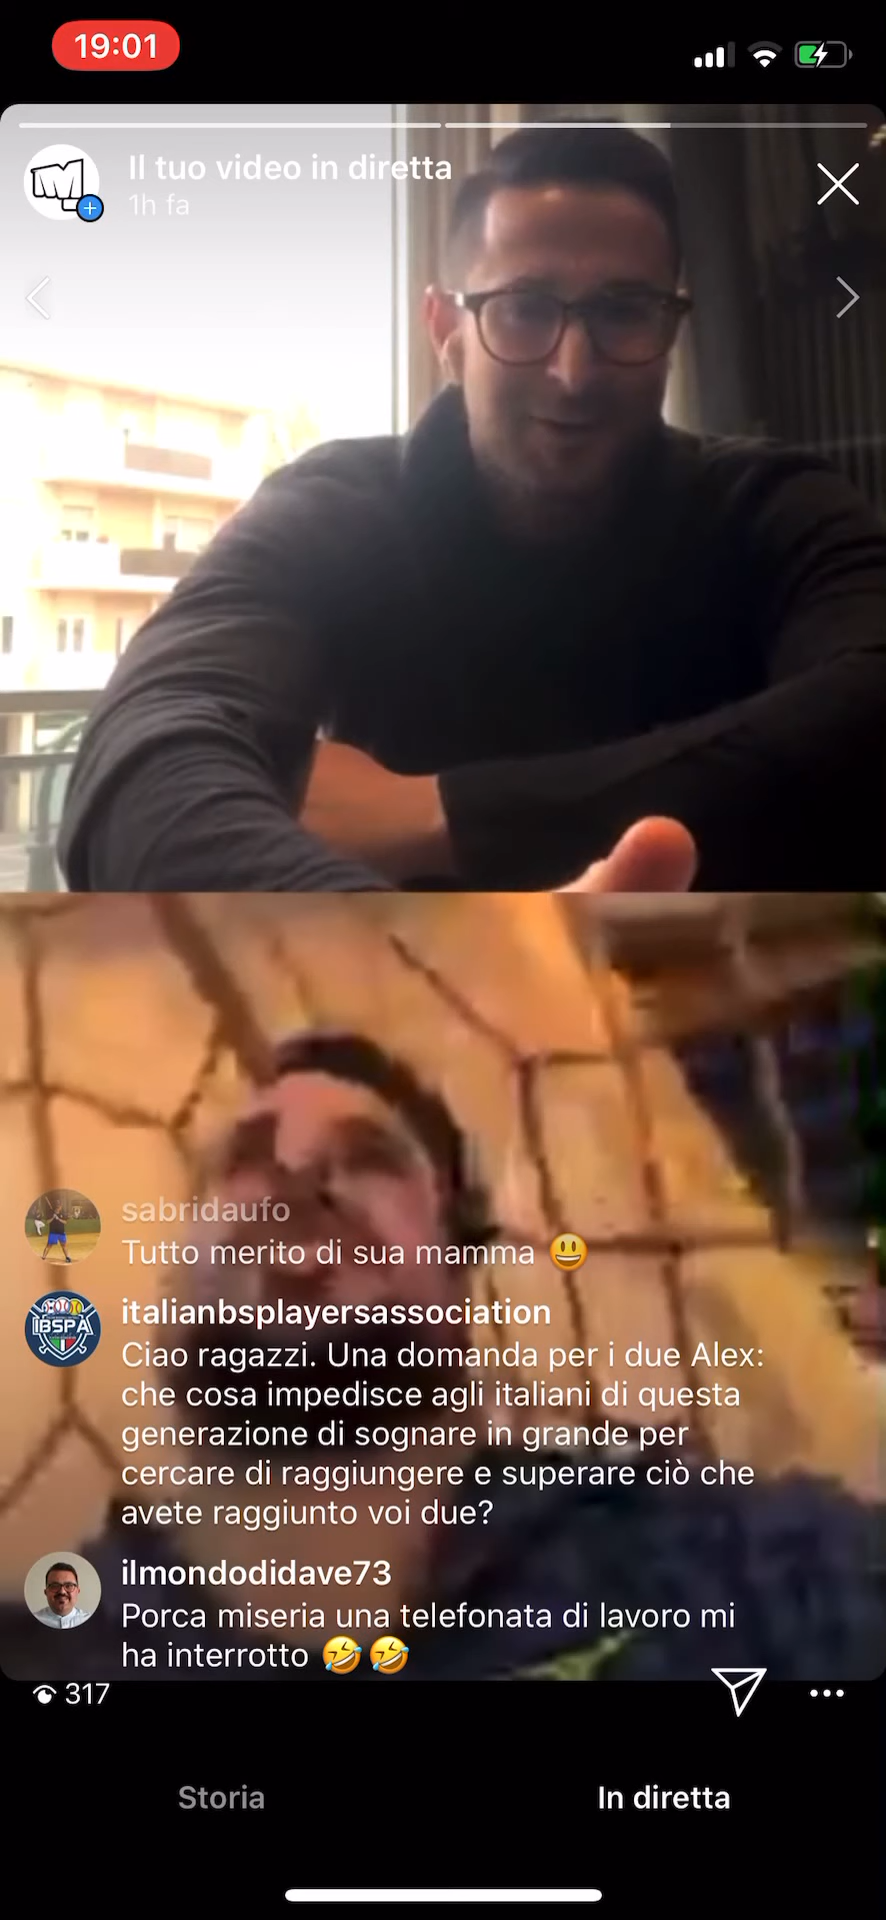 19:01
Il tuo video in diretta
1h fa
sabridaufo
Tutto merito di sua mamma 😃
IBSPA
italianbsplayersassociation
Ciao ragazzi. Una domanda per i due Alex:
che cosa impedisce agli italiani di questa
generazione di sognare in grande per
cercare di raggiungere e superare ciò che
avete raggiunto voi due?
ilmondodidave73
Porca miseria una telefonata di lavoro mi
ha interrotto 🤣🤣
317
Storia
In diretta